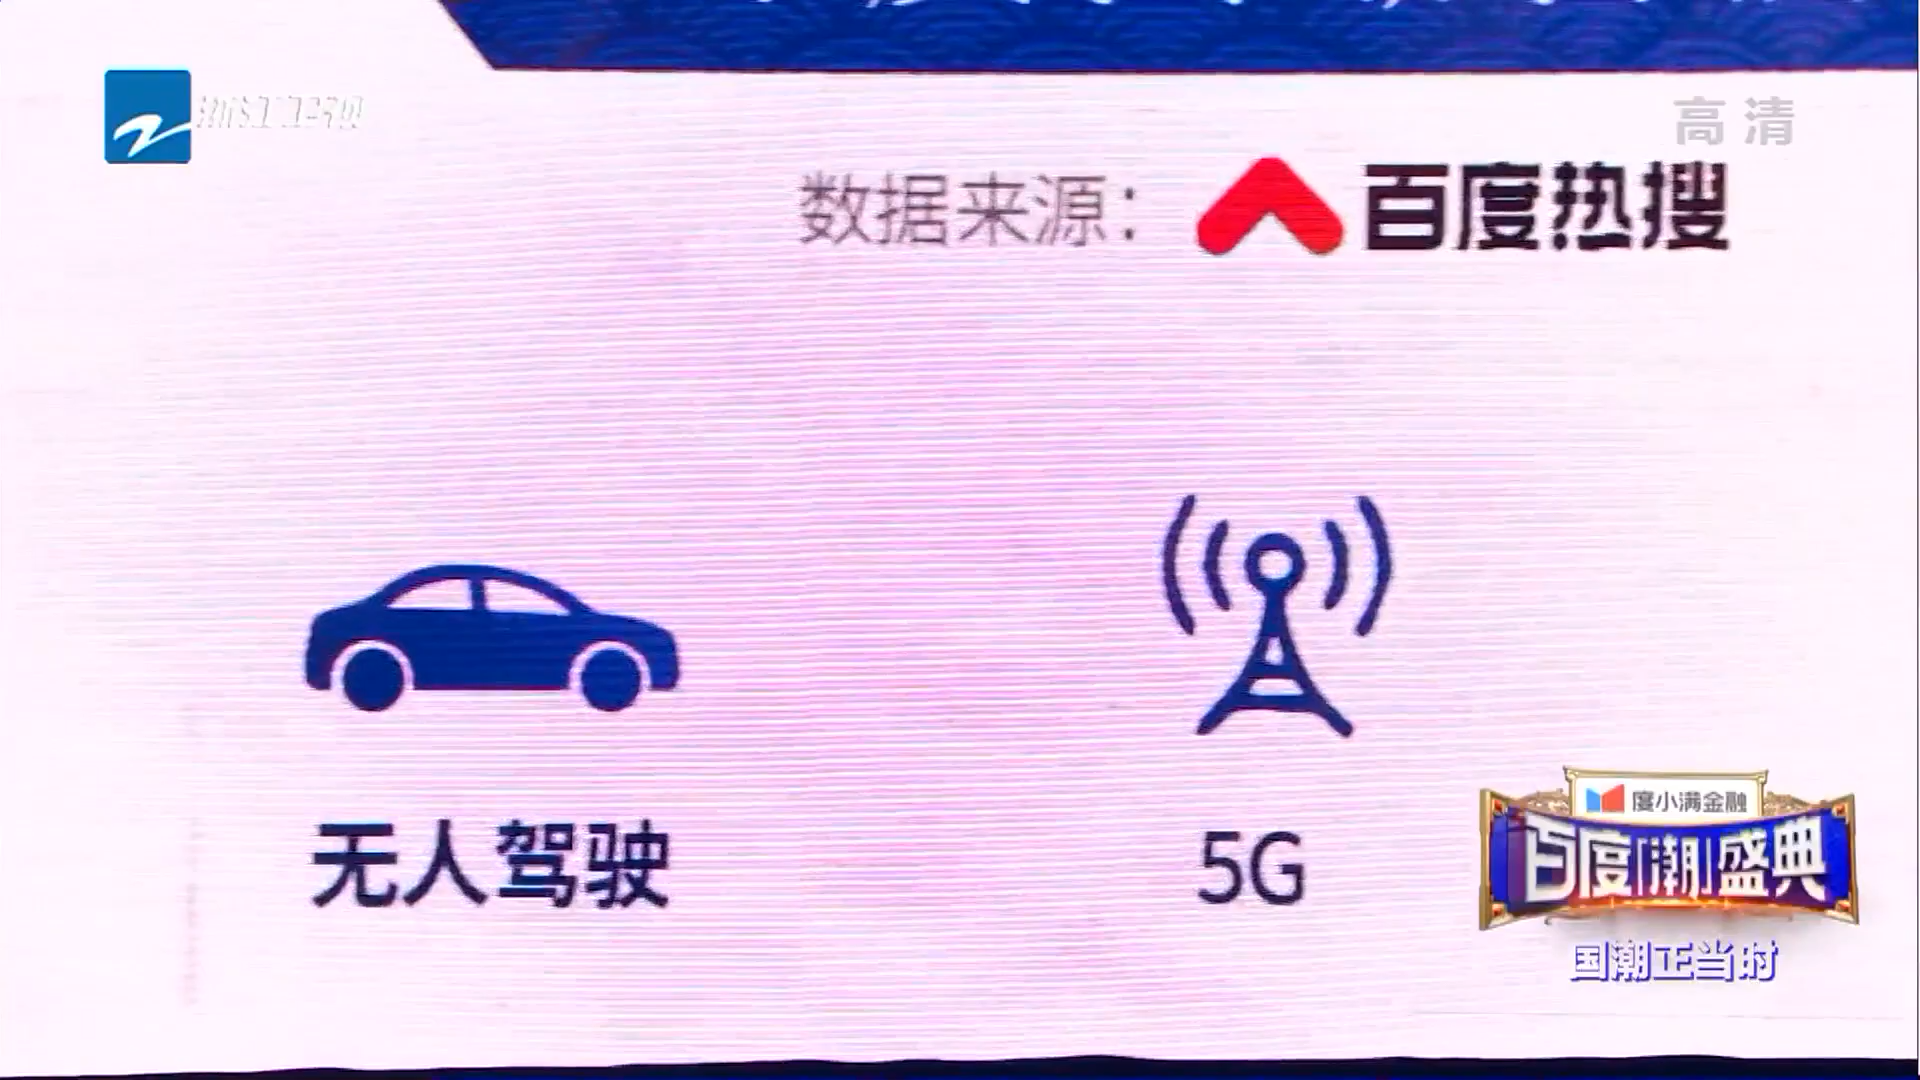 浙江卫视
高清
数据来源：百度热搜
无人驾驶
5G
度小满金融
百度「潮」盛典
国潮正当时